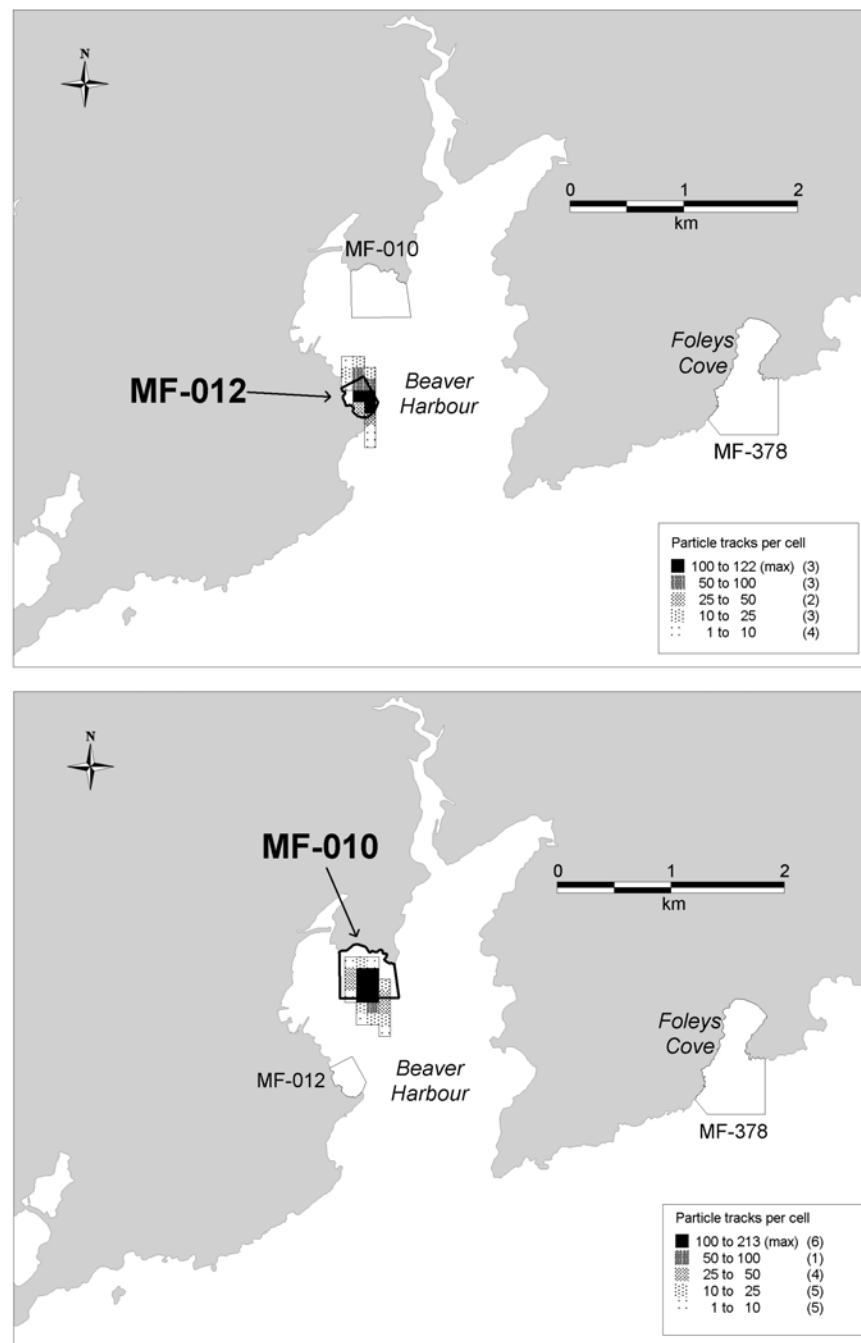 N
0 1 2
km
MF-010
Foleys
Cove
MF-012
Beaver
Harbour
MF-378
Particle tracks per cell
100 to 122 (max) (3)
50 to 100 (3)
25 to 50 (2)
10 to 25 (3)
1 to 10 (4)
N
MF-010
0 1 2
km
Foleys
Cove
MF-012
Beaver
Harbour
MF-378
Particle tracks per cell
100 to 213 (max) (6)
50 to 100 (1)
25 to 50 (4)
10 to 25 (5)
1 to 10 (5)